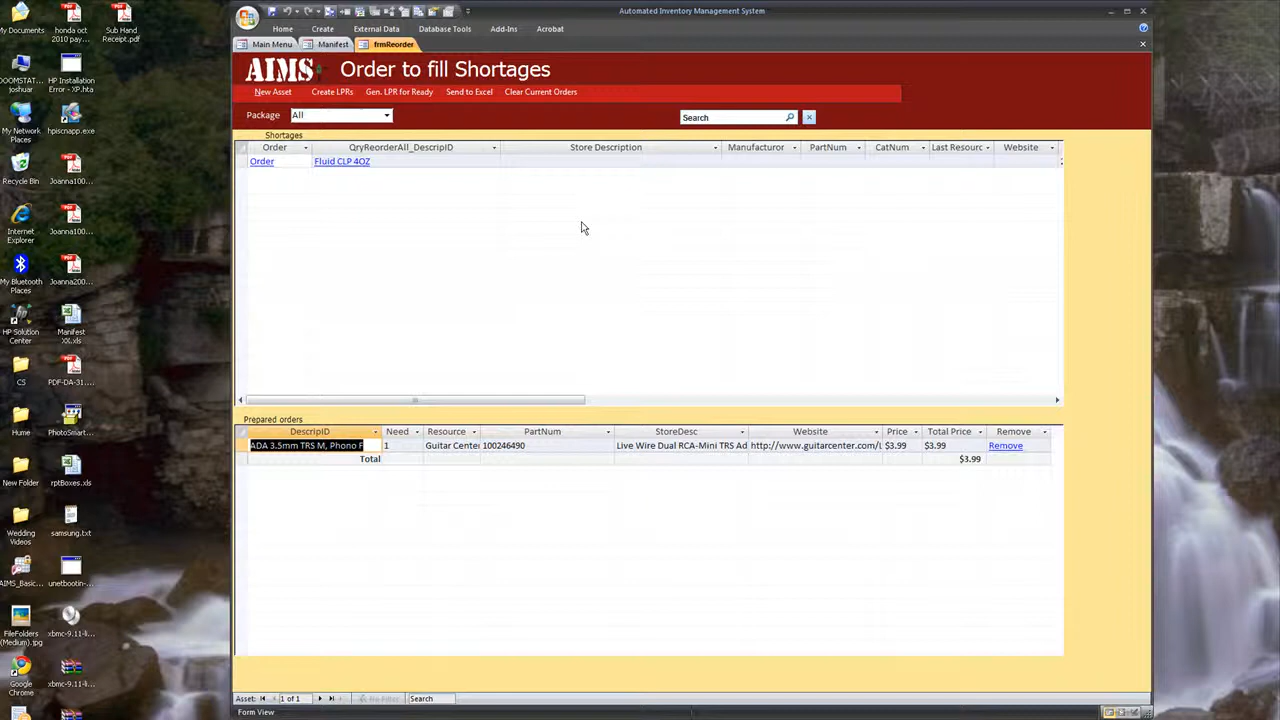 My Documents
honda oct 2010 pay...
Sub Hand Receipt.pdf
joshuar
HP Installation Error - XP.hta
My Network Places
hpiscnapp.exe
Recycle Bin
Joanna100...
Internet Explorer
Joanna100...
My Bluetooth Places
Joanna200...
HP Solution Center
Manifest XX.xls
CS
PDF-DA-31....
Hume
PhotoSmart...
New Folder
rptBoxes.xls
Wedding Videos
samsung.txt
AIMS_Basic...
unetbootin-...
FileFolders (Medium).jpg
xbmc-9.11-li...
Google Chrome
xbmc-9.11-li...
Automated Inventory Management System
Home Create External Data Database Tools Add-Ins Acrobat
Main Menu Manifest frmReorder
AIMS Order to fill Shortages
New Asset Create LPRs Gen. LPR for Ready Send to Excel Clear Current Orders
Package All Search
Shortages
Order QryReorderAll_DescripID Store Description Manufacturor PartNum CatNum Last Resourc Website
Order Fluid CLP 4OZ
Prepared orders
DescripID Need Resource PartNum StoreDesc Website Price Total Price Remove
ADA 3.5mm TRS M, Phono F 1 Guitar Cente 100246490 Live Wire Dual RCA-Mini TRS Ad http://www.guitarcenter.com/L $3.99 $3.99 Remove
Total $3.99
Asset: 1 of 1 No Filter Search
Form View